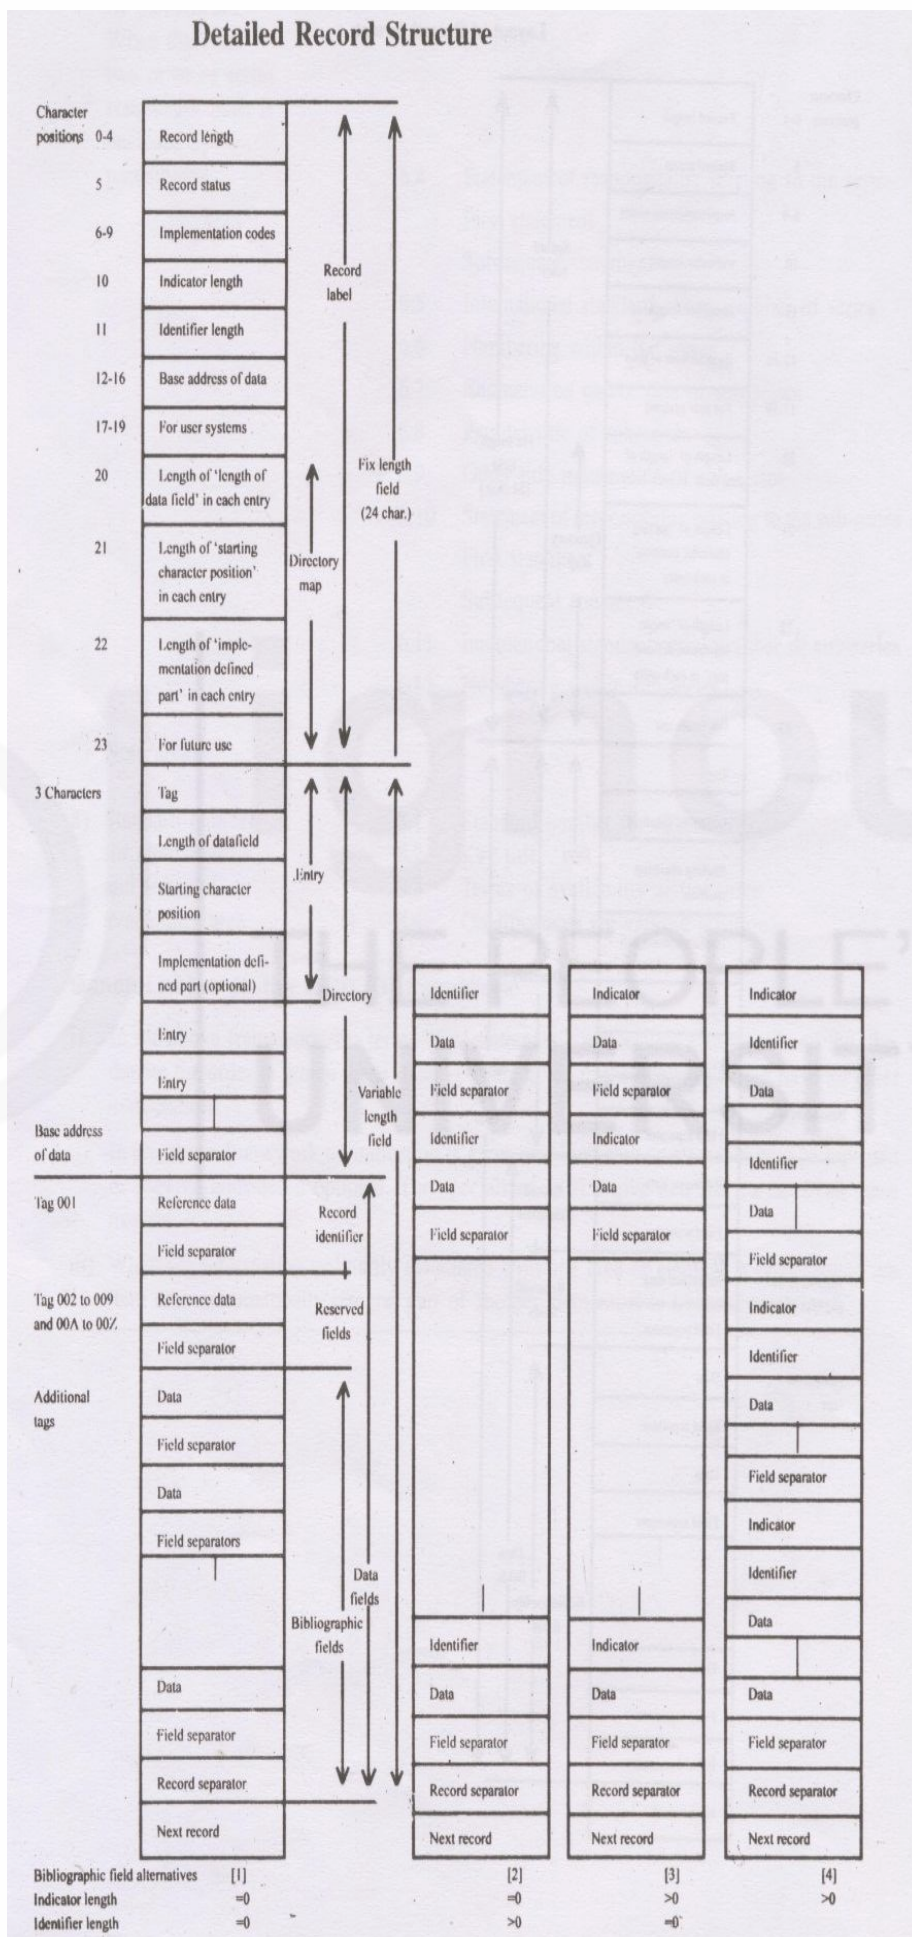 Detailed Record Structure
Character
positions 0-4
Record length
5
Record status
6-9
Implementation codes
10
Indicator length
11
Identifier length
12-16
Base address of data
17-19
For user systems
20
Length of 'length of
data field' in each entry
21
Length of 'starting
character position'
in each entry
22
Length of 'imple-
mentation defined
part' in each entry
23
For future use
Record
label
Fix length
field
(24 char.)
Directory
map
3 Characters
Tag
Length of datafield
Starting character
position
Implementation defi-
ned part (optional)
Entry
Entry
Field separator
.Entry
Directory
Variable
length
field
Base address
of data
Tag 001
Reference data
Field separator
Record
identifier
Tag 002 to 009
and 00A to 00Z
Reference data
Field separator
Reserved
fields
Additional
tags
Data
Field separator
Data
Field separators
Data
fields
Bibliographic
fields
Data
Field separator
Record separator
Next record
Identifier
Data
Field separator
Identifier
Data
Field separator
Identifier
Data
Field separator
Record separator
Next record
Indicator
Data
Field separator
Indicator
Data
Field separator
Indicator
Data
Field separator
Record separator
Next record
Indicator
Identifier
Data
Identifier
Data
Field separator
Indicator
Identifier
Data
Field separator
Indicator
Identifier
Data
Data
Field separator
Record separator
Next record
Bibliographic field alternatives [1] [2] [3] [4]
Indicator length =0 =0 >0 >0
Identifier length =0 >0 =0
ignou
THE PEOPLE'
UNIVERSIT